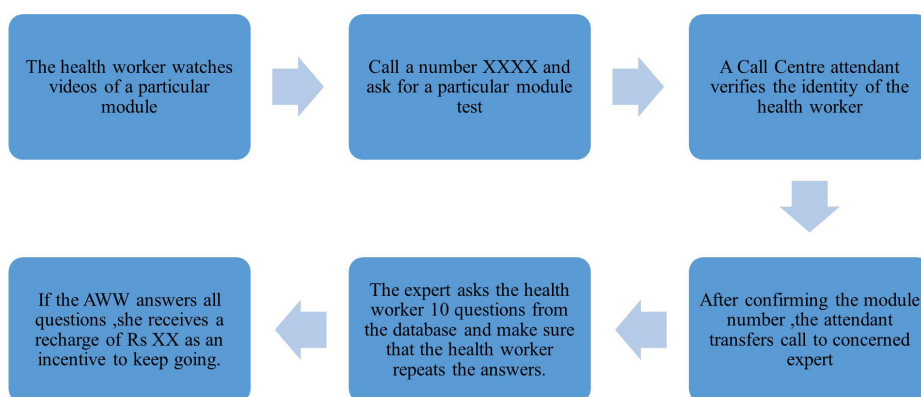 The health worker watches
videos of a particular
module
Call a number XXXX and
ask for a particular module
test
A Call Centre attendant
verifies the identity of the
health worker
After confirming the module
number ,the attendant
transfers call to concerned
expert
The expert asks the health
worker 10 questions from
the database and make sure
that the health worker
repeats the answers.
If the AWW answers all
questions ,she receives a
recharge of Rs XX as an
incentive to keep going.